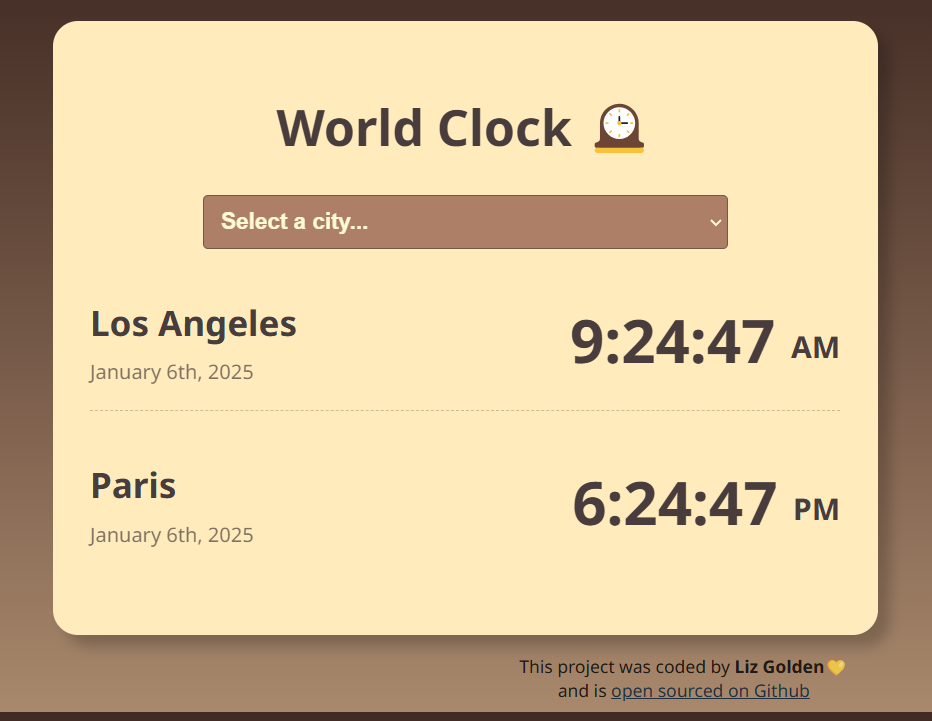 World Clock
Select a city...
Los Angeles
9:24:47 AM
January 6th, 2025
Paris
6:24:47 PM
January 6th, 2025
This project was coded by Liz Golden💛
and is open sourced on Github